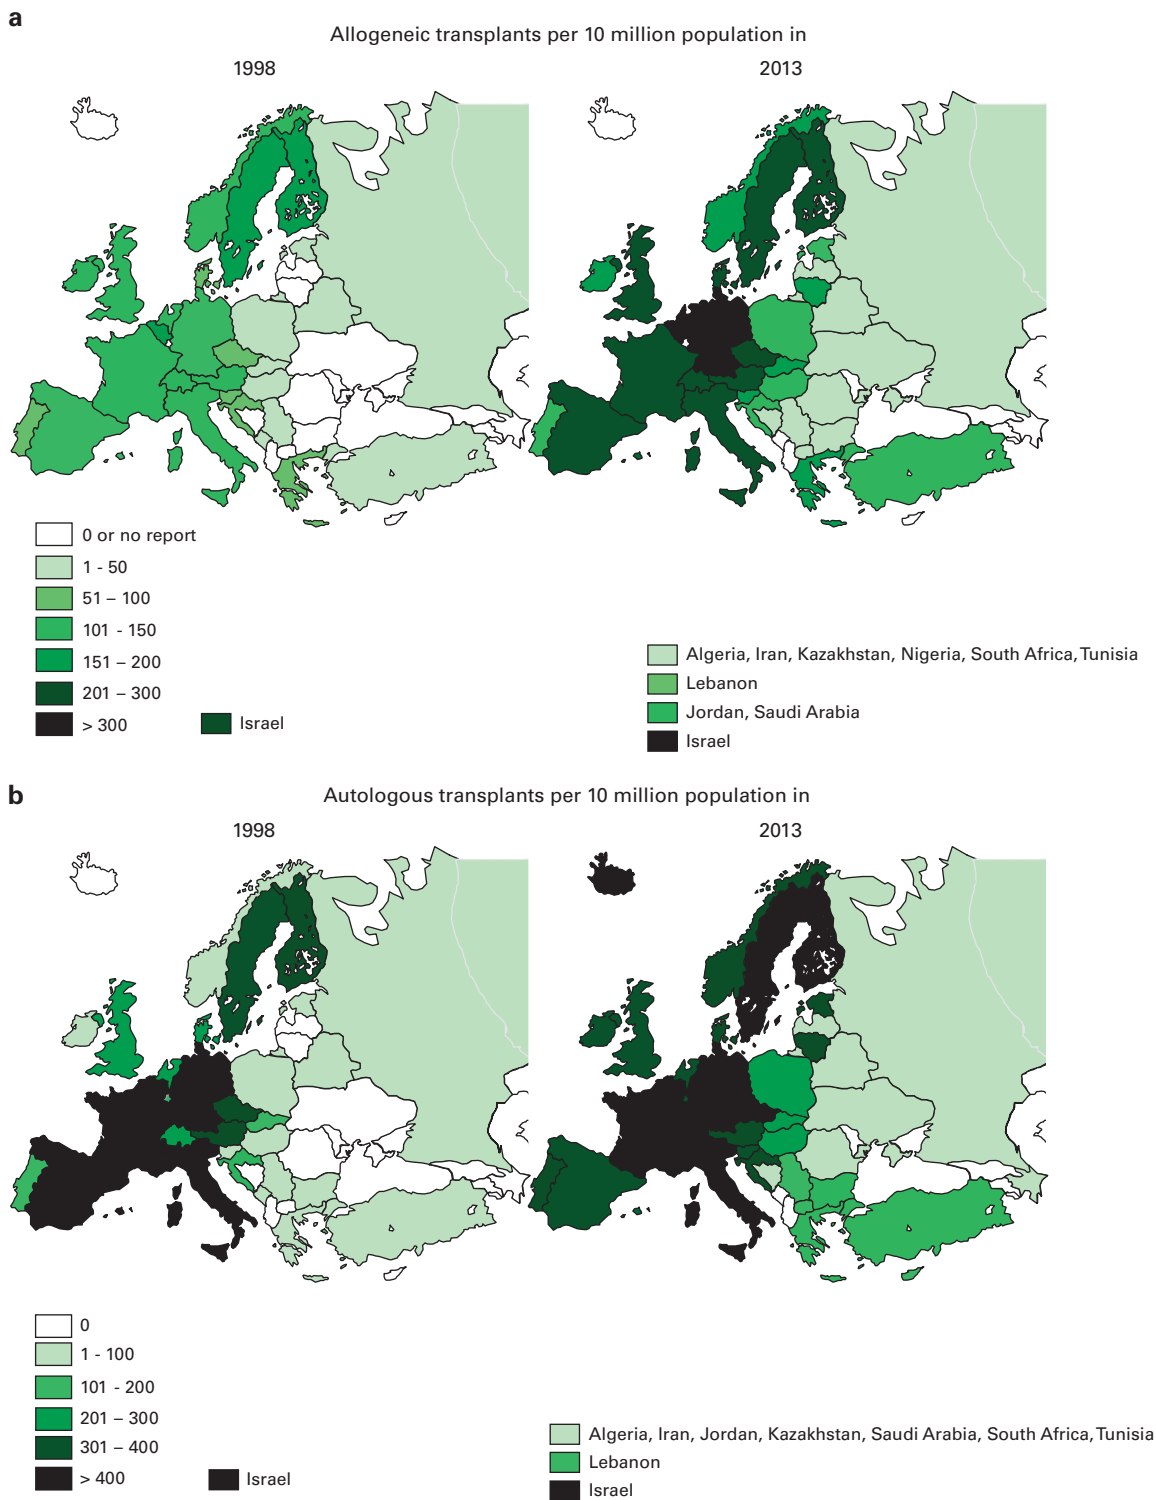 a
Allogeneic transplants per 10 million population in
1998
2013
0 or no report
1 - 50
51 – 100
101 - 150
151 – 200
201 – 300
> 300
Israel
Algeria, Iran, Kazakhstan, Nigeria, South Africa, Tunisia
Lebanon
Jordan, Saudi Arabia
Israel
b
Autologous transplants per 10 million population in
1998
2013
0
1 - 100
101 - 200
201 – 300
301 – 400
> 400
Israel
Algeria, Iran, Jordan, Kazakhstan, Saudi Arabia, South Africa, Tunisia
Lebanon
Israel